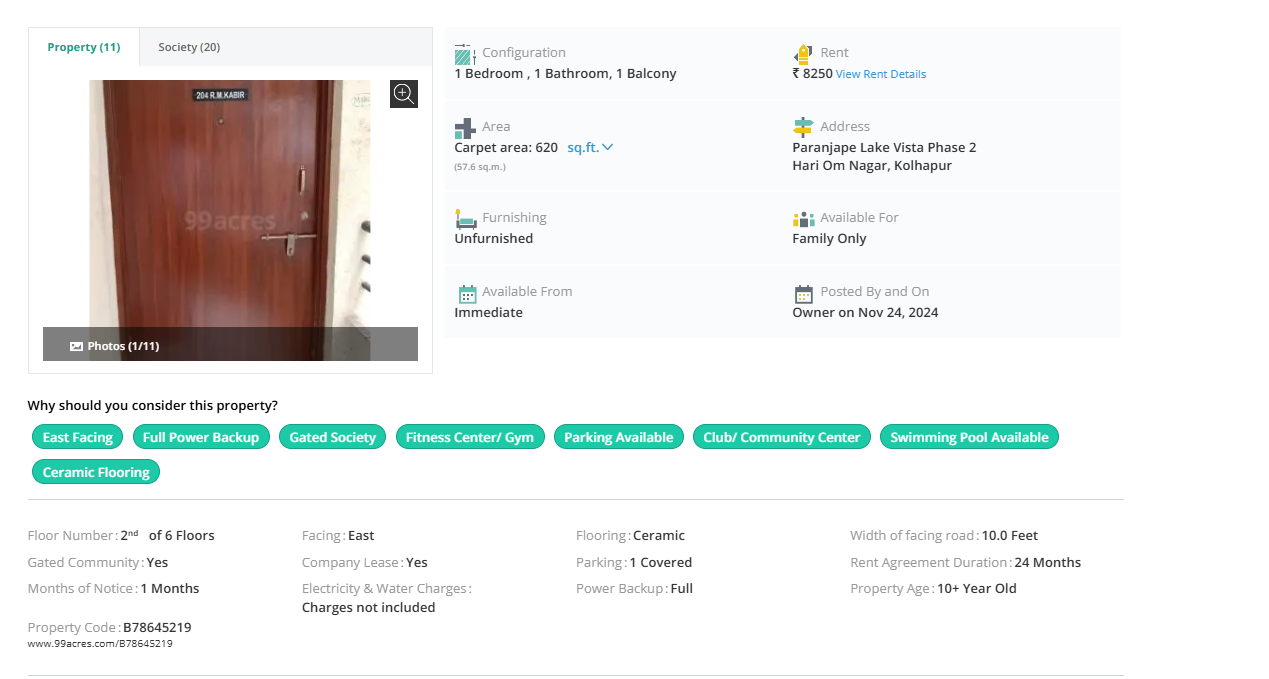 Property (11)
Society (20)
204 R.M.KABIR
99acres
Photos (1/11)
Configuration
1 Bedroom , 1 Bathroom, 1 Balcony
Rent
₹ 8250 View Rent Details
Area
Carpet area: 620 sq.ft.
(57.6 sq.m.)
Address
Paranjape Lake Vista Phase 2
Hari Om Nagar, Kolhapur
Furnishing
Unfurnished
Available For
Family Only
Available From
Immediate
Posted By and On
Owner on Nov 24, 2024
Why should you consider this property?
East Facing
Full Power Backup
Gated Society
Fitness Center/ Gym
Parking Available
Club/ Community Center
Swimming Pool Available
Ceramic Flooring
Floor Number : 2nd of 6 Floors
Facing : East
Flooring : Ceramic
Width of facing road : 10.0 Feet
Gated Community : Yes
Company Lease : Yes
Parking : 1 Covered
Rent Agreement Duration : 24 Months
Months of Notice : 1 Months
Electricity & Water Charges :
Charges not included
Power Backup : Full
Property Age : 10+ Year Old
Property Code : B78645219
www.99acres.com/B78645219